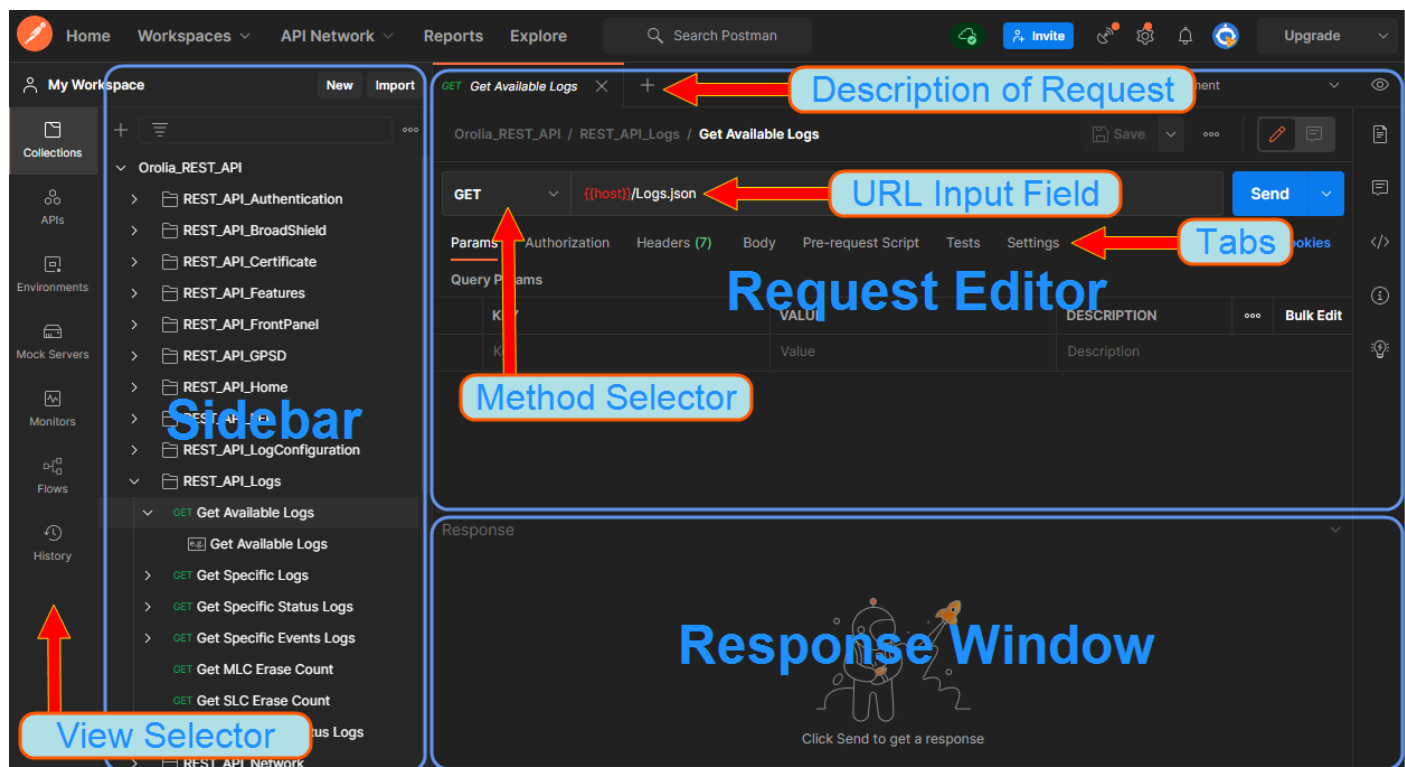 Home Workspaces API Network Reports Explore Search Postman Invite Upgrade
My Workspace New Import
GET Get Available Logs
Description of Request
Collections
Orolia_REST_API / REST_API_Logs / Get Available Logs Save
Orolia_REST_API
GET {{host}}/Logs.json URL Input Field Send
REST_API_Authentication
APIs
REST_API_BroadShield
Params Authorization Headers (7) Body Pre-request Script Tests Settings Tabs
REST_API_Certificate
Query Params
Request Editor
Environments
REST_API_Features
KEY VALUE DESCRIPTION Bulk Edit
REST_API_FrontPanel
Mock Servers
REST_API_GPSD
Value Description
REST_API_Home
Method Selector
Sidebar
Monitors
REST_API_LogConfiguration
REST_API_Logs
Flows
GET Get Available Logs
Response
e.g. Get Available Logs
History
GET Get Specific Logs
GET Get Specific Status Logs
GET Get Specific Events Logs
Response Window
GET Get MLC Erase Count
GET Get SLC Erase Count
View Selector
Logs
Click Send to get a response
REST_API_Network